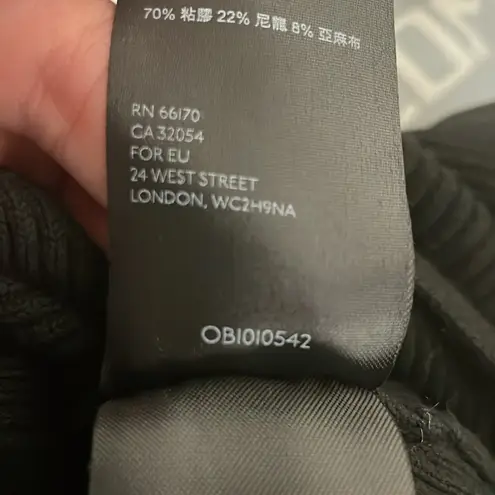 70% 粘膠 22% 尼龍 8% 亞麻布
RN 66170
CA 32054
FOR EU
24 WEST STREET
LONDON, WC2H9NA
OB1010542